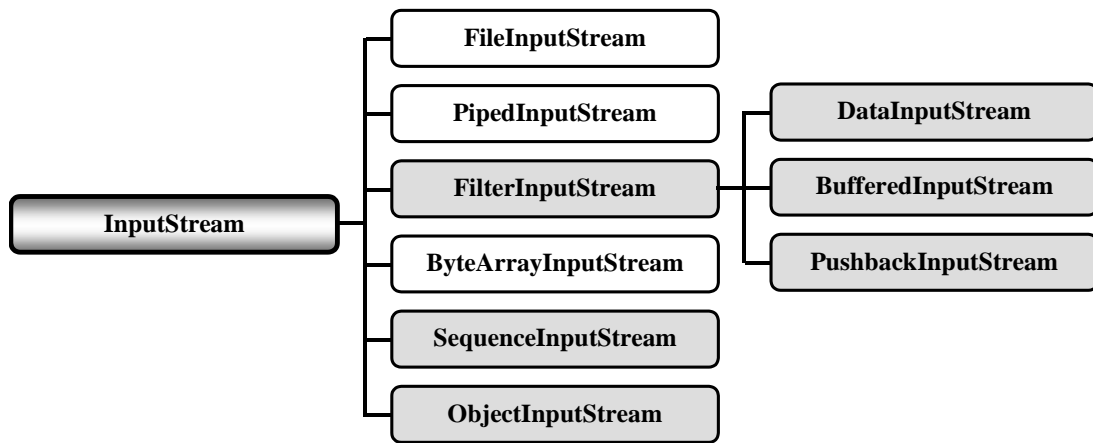 InputStream
FileInputStream
PipedInputStream
FilterInputStream
ByteArrayInputStream
SequenceInputStream
ObjectInputStream
DataInputStream
BufferedInputStream
PushbackInputStream